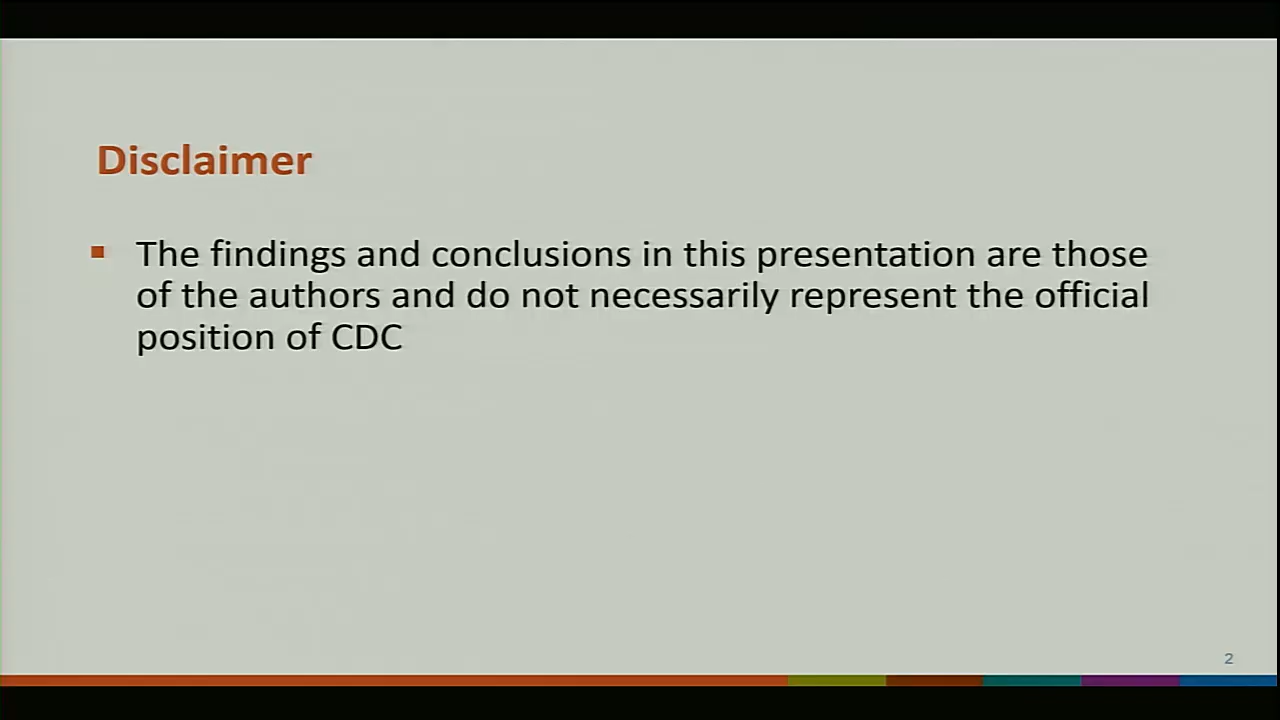 Disclaimer
The findings and conclusions in this presentation are those
of the authors and do not necessarily represent the official
position of CDC
2